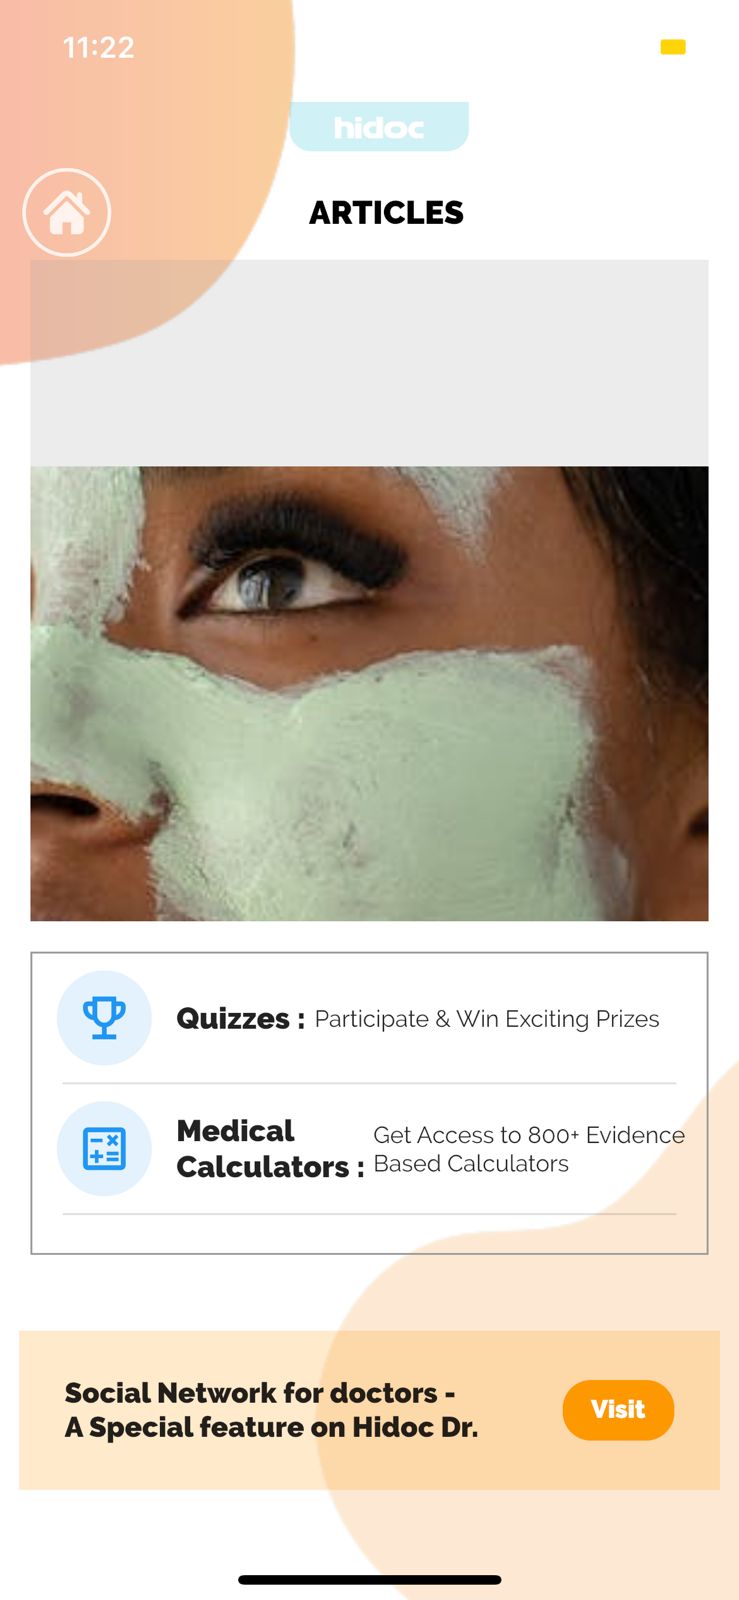 11:22
hidoc
ARTICLES
Quizzes : Participate & Win Exciting Prizes
Medical Calculators : Get Access to 800+ Evidence Based Calculators
Social Network for doctors -
A Special feature on Hidoc Dr.
Visit